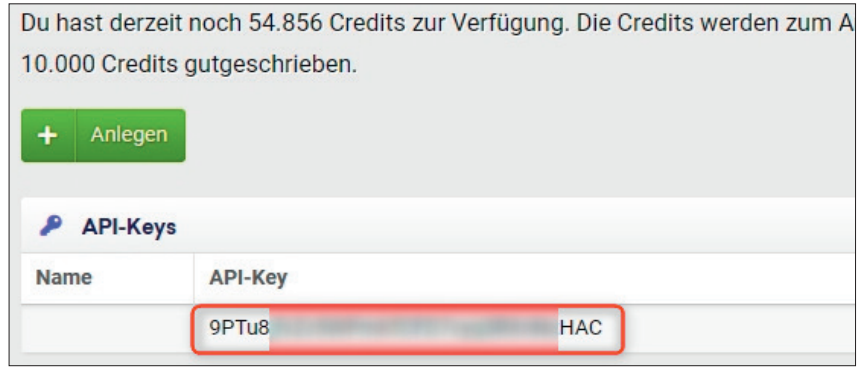 Du hast derzeit noch 54.856 Credits zur Verfügung. Die Credits werden zum A
10.000 Credits gutgeschrieben.
+ Anlegen
API-Keys
Name API-Key
9PTu8 HAC